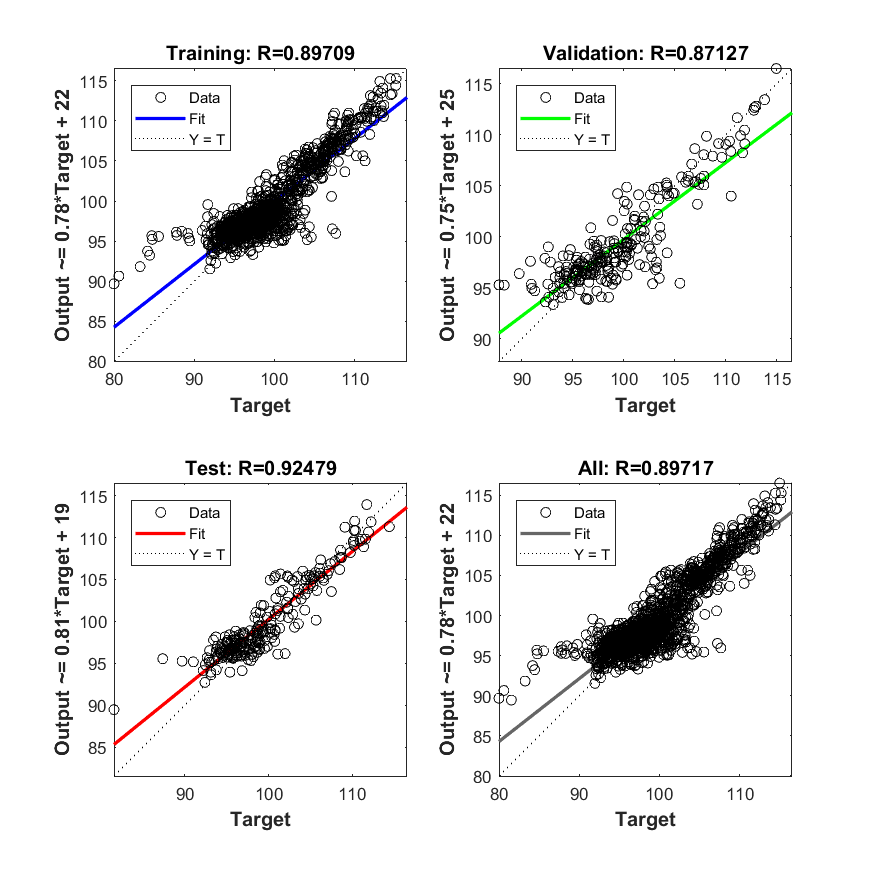 Training: R=0.89709
Output ~= 0.78*Target + 22
115
110
105
100
95
90
85
80
Data
Fit
Y = T
80 90 100 110
Target
Validation: R=0.87127
Output ~= 0.75*Target + 25
115
110
105
100
95
90
Data
Fit
Y = T
90 95 100 105 110 115
Target
Test: R=0.92479
Output ~= 0.81*Target + 19
115
110
105
100
95
90
85
Data
Fit
Y = T
90 100 110
Target
All: R=0.89717
Output ~= 0.78*Target + 22
115
110
105
100
95
90
85
80
Data
Fit
Y = T
80 90 100 110
Target